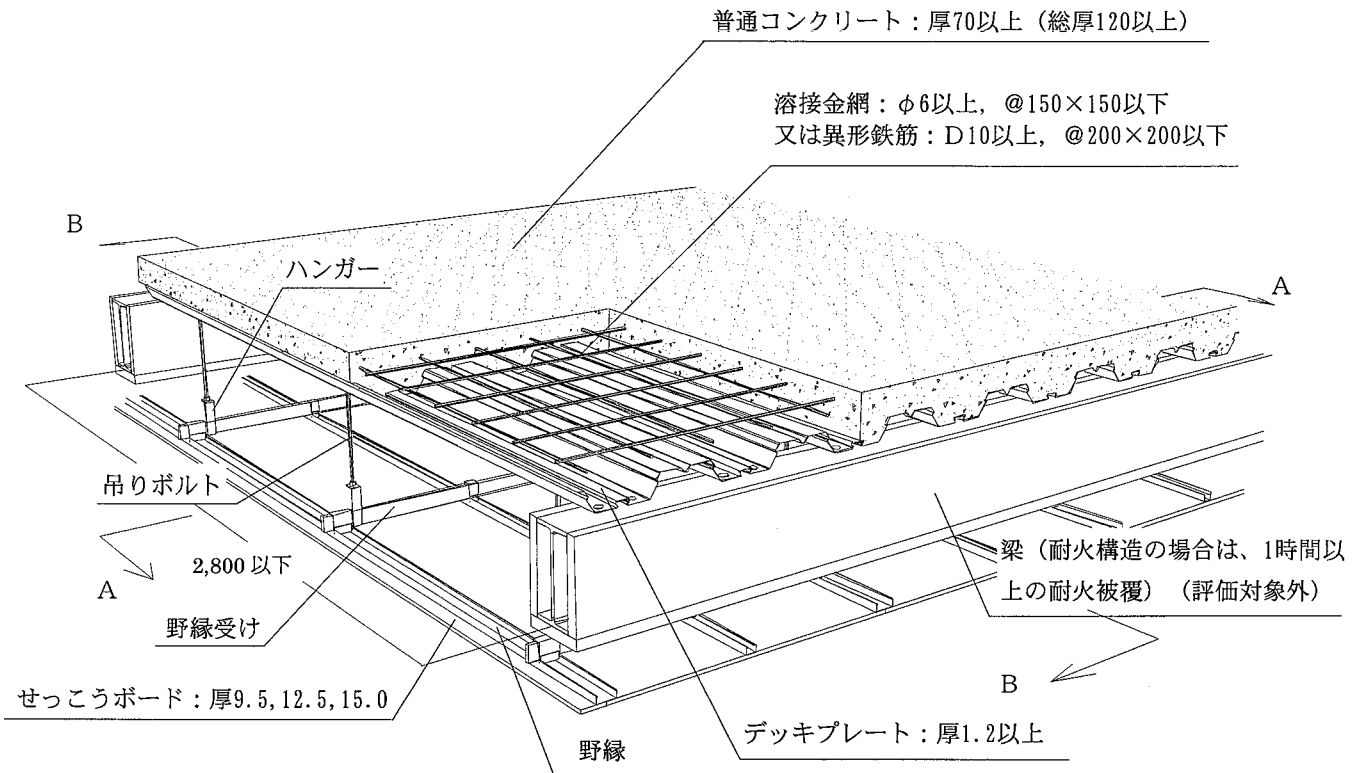 普通コンクリート：厚70以上（総厚120以上）
溶接金網：φ6以上，@150×150以下
又は異形鉄筋：D10以上，@200×200以下
B
ハンガー
A
吊りボルト
2,800 以下
A
野縁受け
梁（耐火構造の場合は、1時間以
上の耐火被覆）（評価対象外）
B
せっこうボード：厚9.5,12.5,15.0
デッキプレート：厚1.2以上
野縁